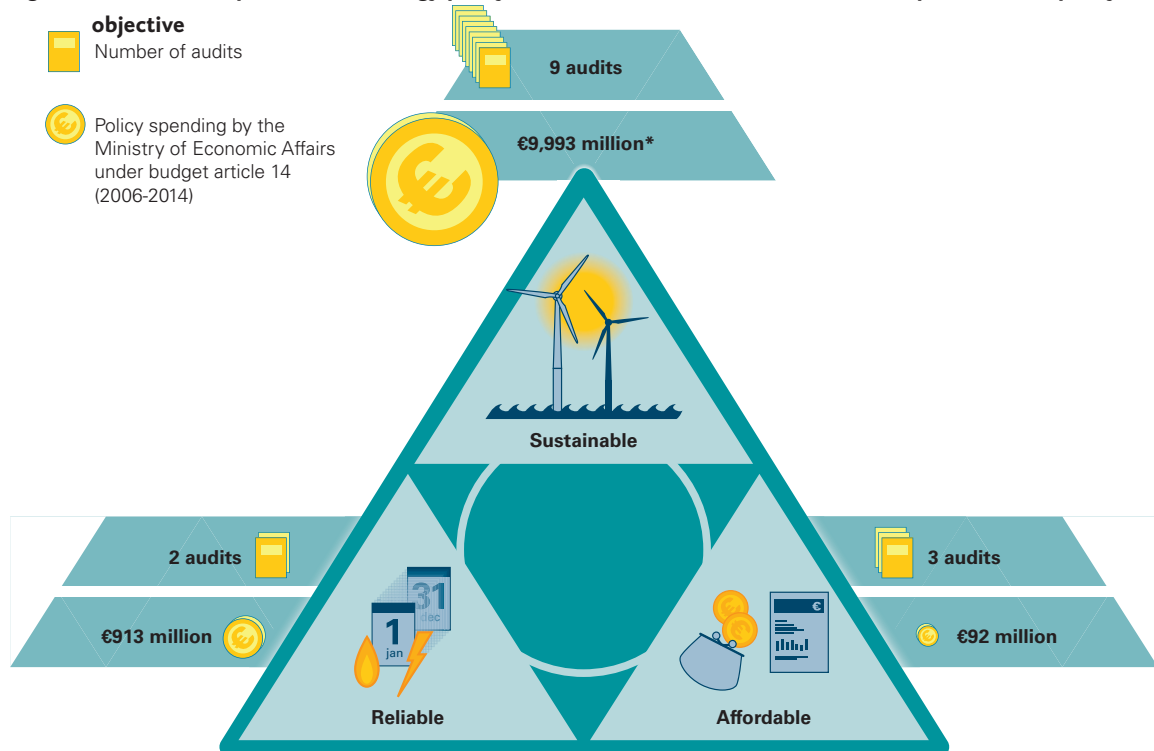 objective
Number of audits
Policy spending by the
Ministry of Economic Affairs
under budget article 14
(2006-2014)
9 audits
€9,993 million*
Sustainable
2 audits
€913 million
3 audits
€92 million
31
dec
1
jan
€
Reliable
Affordable